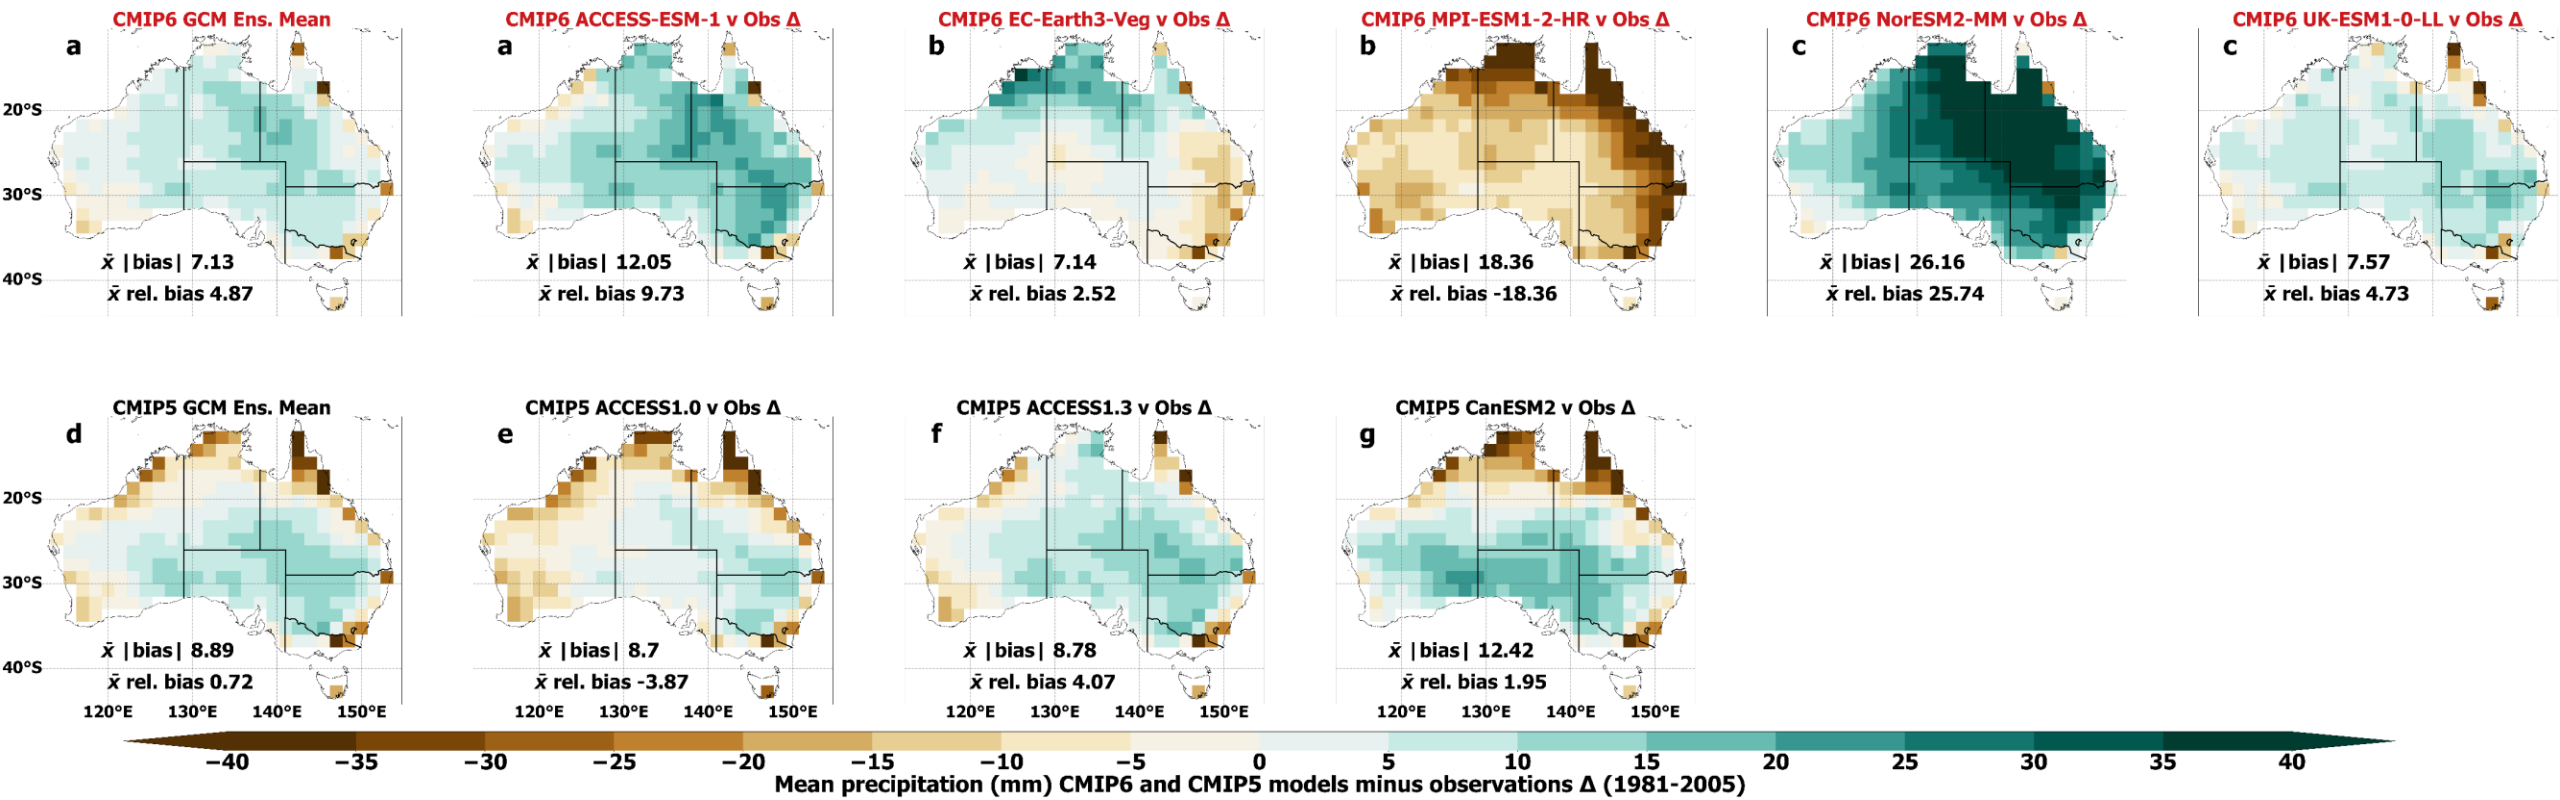 CMIP6 GCM Ens. Mean
CMIP6 ACCESS-ESM-1 v Obs Δ
CMIP6 EC-Earth3-Veg v Obs Δ
CMIP6 MPI-ESM1-2-HR v Obs Δ
CMIP6 NorESM2-MM v Obs Δ
CMIP6 UK-ESM1-0-LL v Obs Δ
a
a
b
b
c
c
20°S
30°S
40°S
x̄ |bias| 7.13
x̄ rel. bias 4.87
x̄ |bias| 12.05
x̄ rel. bias 9.73
x̄ |bias| 7.14
x̄ rel. bias 2.52
x̄ |bias| 18.36
x̄ rel. bias -18.36
x̄ |bias| 26.16
x̄ rel. bias 25.74
x̄ |bias| 7.57
x̄ rel. bias 4.73
CMIP5 GCM Ens. Mean
CMIP5 ACCESS1.0 v Obs Δ
CMIP5 ACCESS1.3 v Obs Δ
CMIP5 CanESM2 v Obs Δ
d
e
f
g
20°S
30°S
40°S
x̄ |bias| 8.89
x̄ rel. bias 0.72
x̄ |bias| 8.7
x̄ rel. bias -3.87
x̄ |bias| 8.78
x̄ rel. bias 4.07
x̄ |bias| 12.42
x̄ rel. bias 1.95
120°E 130°E 140°E 150°E
120°E 130°E 140°E 150°E
120°E 130°E 140°E 150°E
120°E 130°E 140°E 150°E
−40 −35 −30 −25 −20 −15 −10 −5 0 5 10 15 20 25 30 35 40
Mean precipitation (mm) CMIP6 and CMIP5 models minus observations Δ (1981-2005)